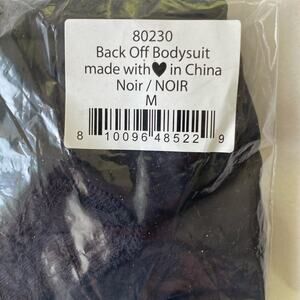 80230
Back Off Bodysuit
made with🖤in China
Noir / NOIR
M
8 10096 48522 9